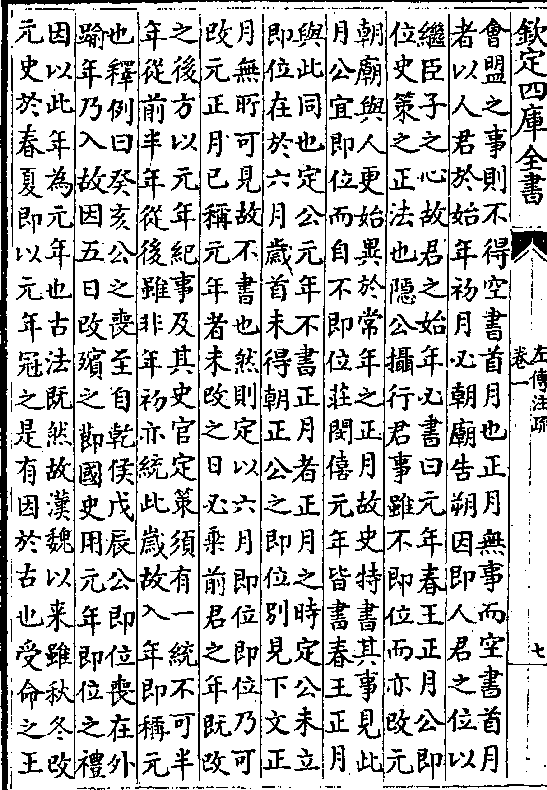 欽定四庫全書
左傳注疏
卷一
七
會盟之事則不得空書首月也正月無事而空書首月
者以人君於始年初月必朝廟告朔因即人君之位以
繼臣子之心故君之始年必書曰元年春王正月公即
位史策之正法也隱公攝行君事雖不即位而亦改元
朝廟與人更始異於常年之正月故史特書其事見此
月公宜即位而自不即位莊閔僖元年皆書春王正月
與此同也定公元年不書正月者正月之時定公未立
即位在於六月歲首未得朝正公之即位別見下文正
月無所可見故不書也然則定以六月即位即位乃可
改元正月已稱元年者未改之日必乘前君之年既改
之後方以元年紀事及其史官定策須有一統不可半
年從前半年從後雖非年初亦統此歲故入年即稱元
也釋例曰癸亥公之喪至自乾侯戊辰公即位喪在外
踰年乃入故因五日改殯之節國史用元年即位之禮
因以此年為元年也古法既然故漢魏以来雖秋冬改
元史於春夏即以元年冠之是有因於古也受命之王